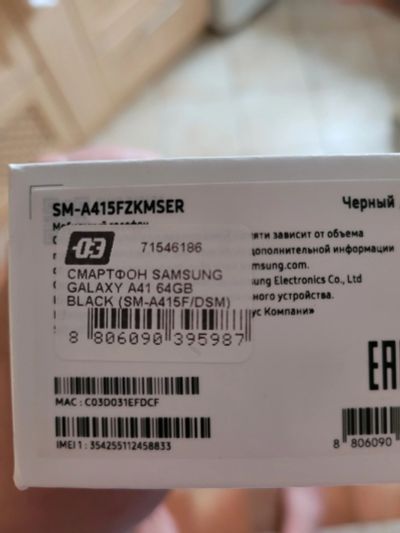 SM-A415FZKMSER
Черный
71546186
СМАРТФОН SAMSUNG
GALAXY A41 64GB
BLACK (SM-A415F/DSM)
8 806090 395987
яти зависит от объема
дополнительной информации
msung.com.
sung Electronics Co., Ltd
ного устройства.
ус Компани»
MAC : C03D031EFDCF
IMEI 1 : 354255112458833
EAC
8 806090